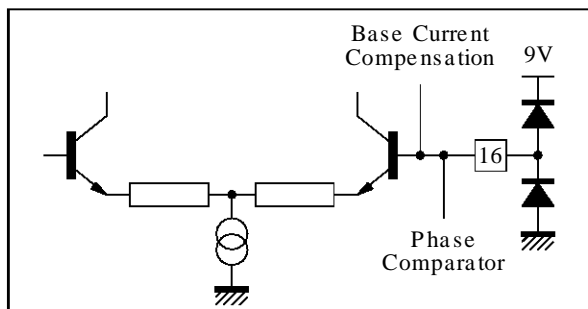 Base Current
Compensation
9V
16
Phase
Comparator